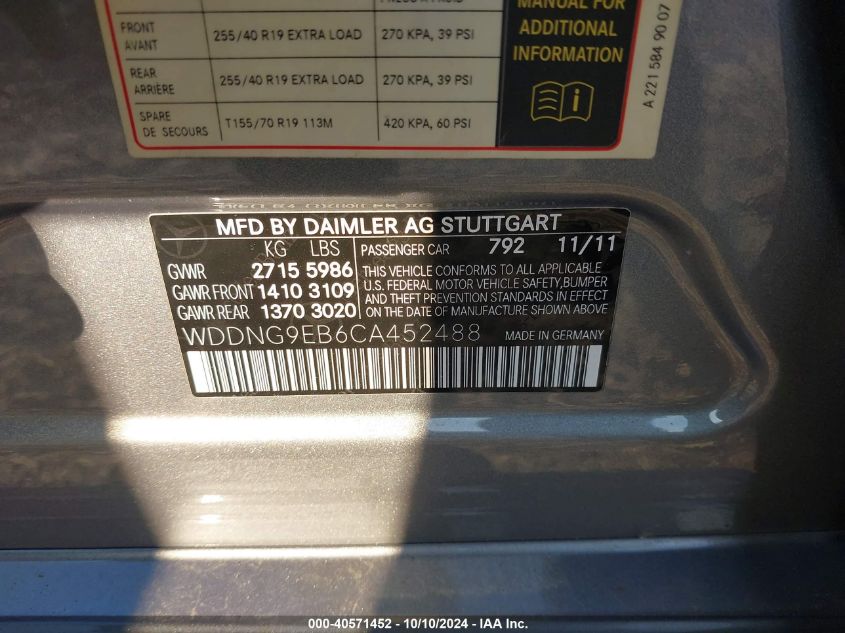 MANUAL FOR
ADDITIONAL
INFORMATION
FRONT
AVANT
255/40 R19 EXTRA LOAD
270 KPA, 39 PSI
REAR
ARRIÈRE
255/40 R19 EXTRA LOAD
270 KPA, 39 PSI
SPARE
DE SECOURS
T155/70 R19 113M
420 KPA, 60 PSI
A 221 584 90 07
MFD BY DAIMLER AG STUTTGART
KG LBS
PASSENGER CAR 792 11/11
GVWR 2715 5986
GAWR FRONT 1410 3109
GAWR REAR 1370 3020
THIS VEHICLE CONFORMS TO ALL APPLICABLE
U.S. FEDERAL MOTOR VEHICLE SAFETY,BUMPER
AND THEFT PREVENTION STANDARDS IN EFFECT
ON THE DATE OF MANUFACTURE SHOWN ABOVE
WDDNG9EB6CA452488
MADE IN GERMANY
000-40571452 - 10/10/2024 - IAA Inc.